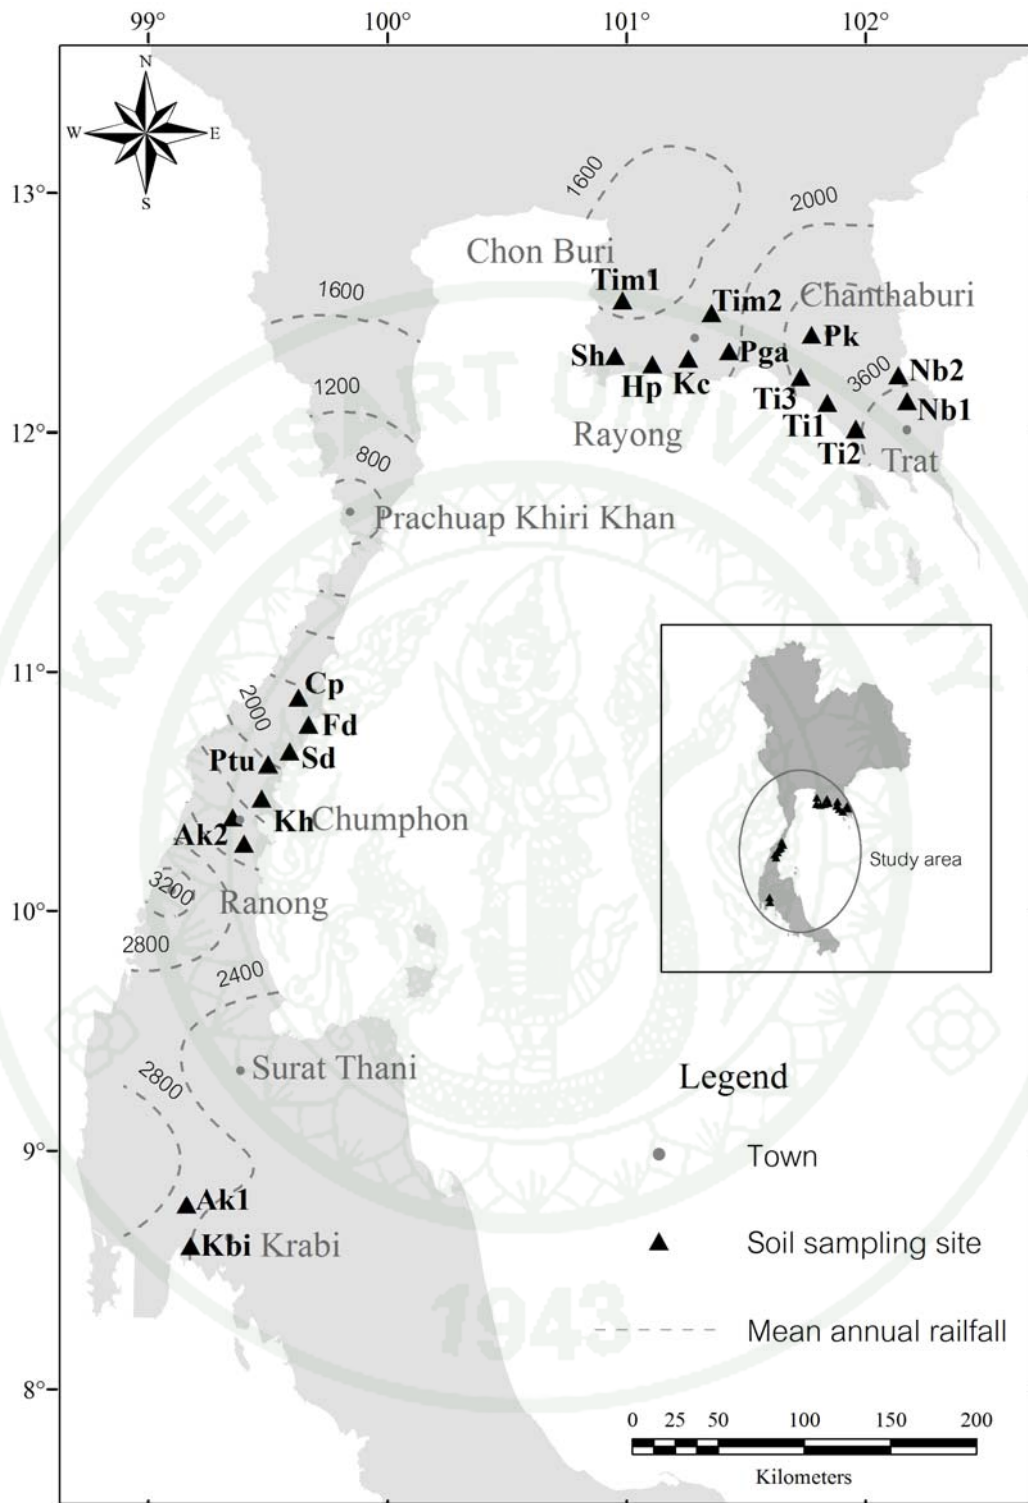 99° 100° 101° 102°
N
W E
S
13°
12°
11°
10°
9°
8°
1600
2000
Chon Buri
Tim1
Tim2
Chanthaburi
Pk
Sh
Hp
Kc
Pga
3600
Nb2
Nb1
Ti3
Ti1
Ti2
Rayong
Trat
1600
1200
800
Prachuap Khiri Khan
KASETSART UNIVERSITY
Cp
2000
Fd
Sd
Ptu
Kh
Chumphon
Ak2
3200
Ranong
2800
2400
Surat Thani
2800
Ak1
Kbi Krabi
1943
Study area
Legend
Town
Soil sampling site
Mean annual railfall
0 25 50 100 150 200
Kilometers